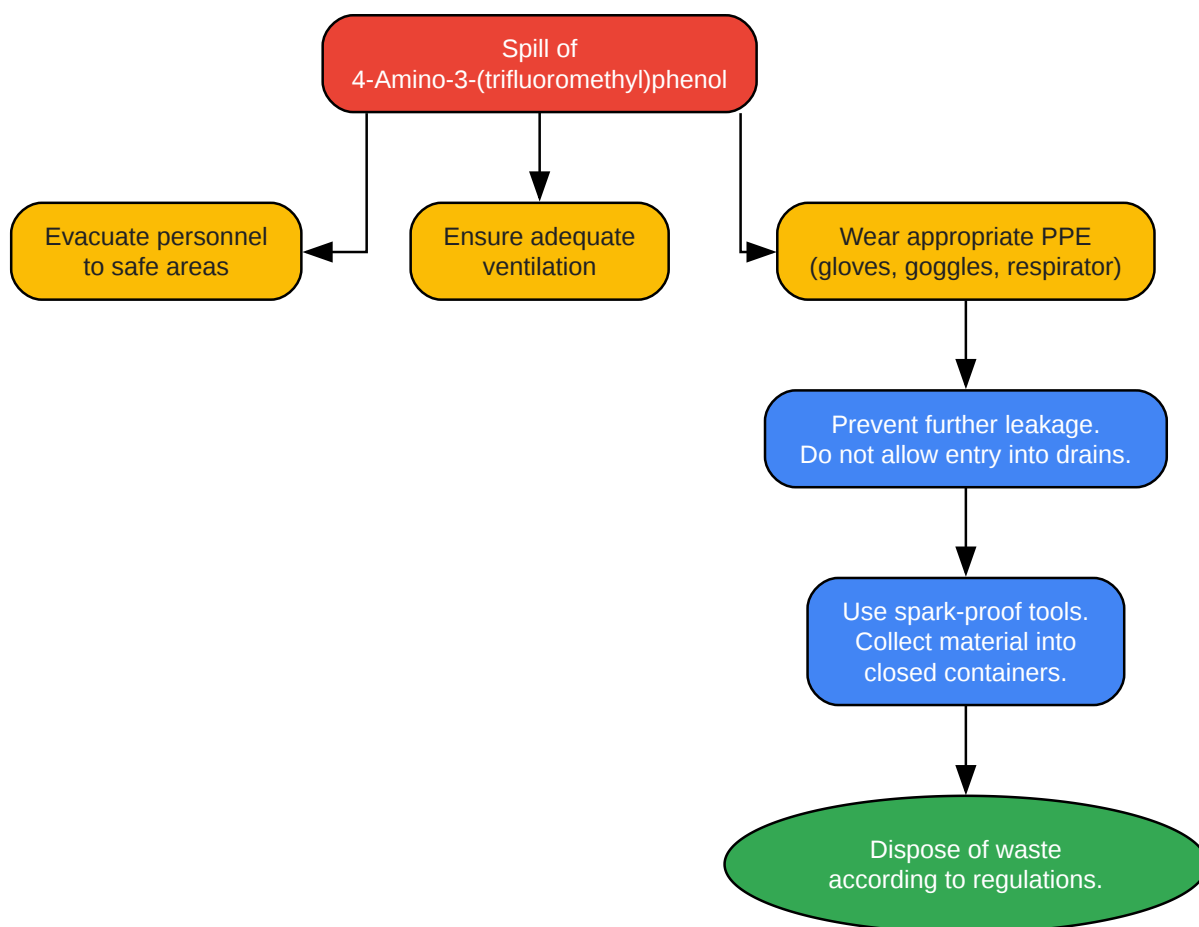 Spill of
4-Amino-3-(trifluoromethyl)phenol
Evacuate personnel
to safe areas
Ensure adequate
ventilation
Wear appropriate PPE
(gloves, goggles, respirator)
Prevent further leakage.
Do not allow entry into drains.
Use spark-proof tools.
Collect material into
closed containers.
Dispose of waste
according to regulations.